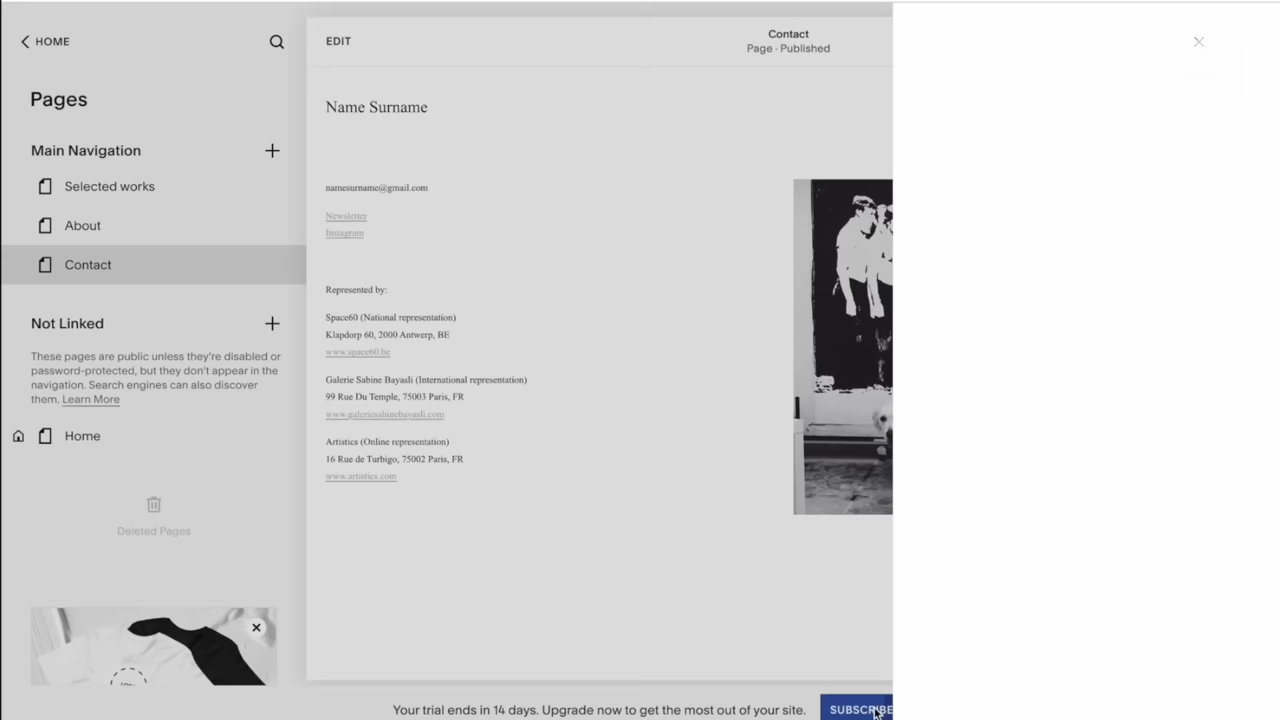 HOME
Pages
Main Navigation
Selected works
About
Contact
Not Linked
These pages are public unless they're disabled or
password-protected, but they don't appear in the
navigation. Search engines can also discover
them. Learn More
Home
Deleted Pages
EDIT
Contact
Page · Published
Name Surname
namesurname@gmail.com
Newsletter
Instagram
Represented by:
Space60 (National representation)
Klapdorp 60, 2000 Antwerp, BE
www.space60.be
Galerie Sabine Bayasli (International representation)
99 Rue Du Temple, 75003 Paris, FR
www.galeriesabinebayasli.com
Artistics (Online representation)
16 Rue de Turbigo, 75002 Paris, FR
www.artistics.com
Your trial ends in 14 days. Upgrade now to get the most out of your site.
SUBSCRIBE